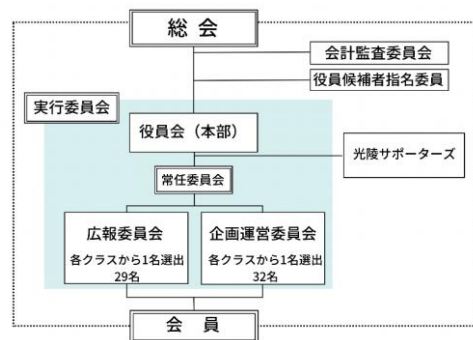 総会
会計監査委員会
役員候補者指名委員
実行委員会
役員会（本部）
光陵サポーターズ
常任委員会
広報委員会
各クラスから1名選出
29名
企画運営委員会
各クラスから1名選出
32名
会員